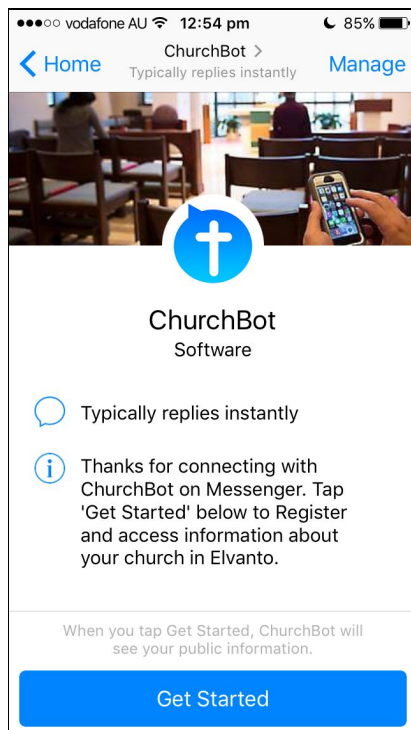 vodafone AU 12:54 pm 85%
Home ChurchBot Manage
Typically replies instantly
ChurchBot
Software
Typically replies instantly
Thanks for connecting with
ChurchBot on Messenger. Tap
'Get Started' below to Register
and access information about
your church in Elvanto.
When you tap Get Started, ChurchBot will
see your public information.
Get Started